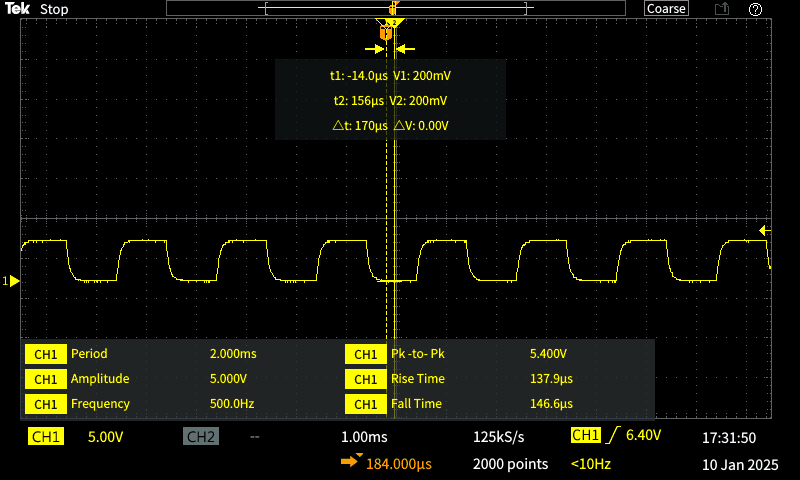 Tek Stop Coarse
2
T
t1: -14.0µs V1: 200mV
t2: 156µs V2: 200mV
△t: 170µs △V: 0.00V
1
CH1 Period 2.000ms CH1 Pk -to- Pk 5.400V
CH1 Amplitude 5.000V CH1 Rise Time 137.9µs
CH1 Frequency 500.0Hz CH1 Fall Time 146.6µs
CH1 5.00V CH2 -- 1.00ms 125kS/s CH1 6.40V 17:31:50
184.000µs 2000 points <10Hz 10 Jan 2025